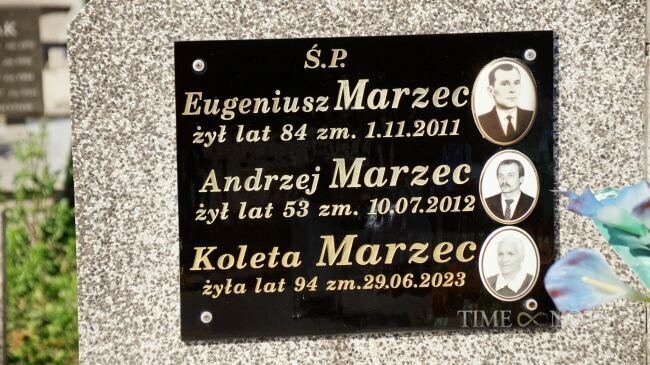 Ś.P.
Eugeniusz Marzec
żył lat 84 zm. 1.11.2011
Andrzej Marzec
żył lat 53 zm. 10.07.2012
Koleta Marzec
żyła lat 94 zm. 29.06.2023
TIME